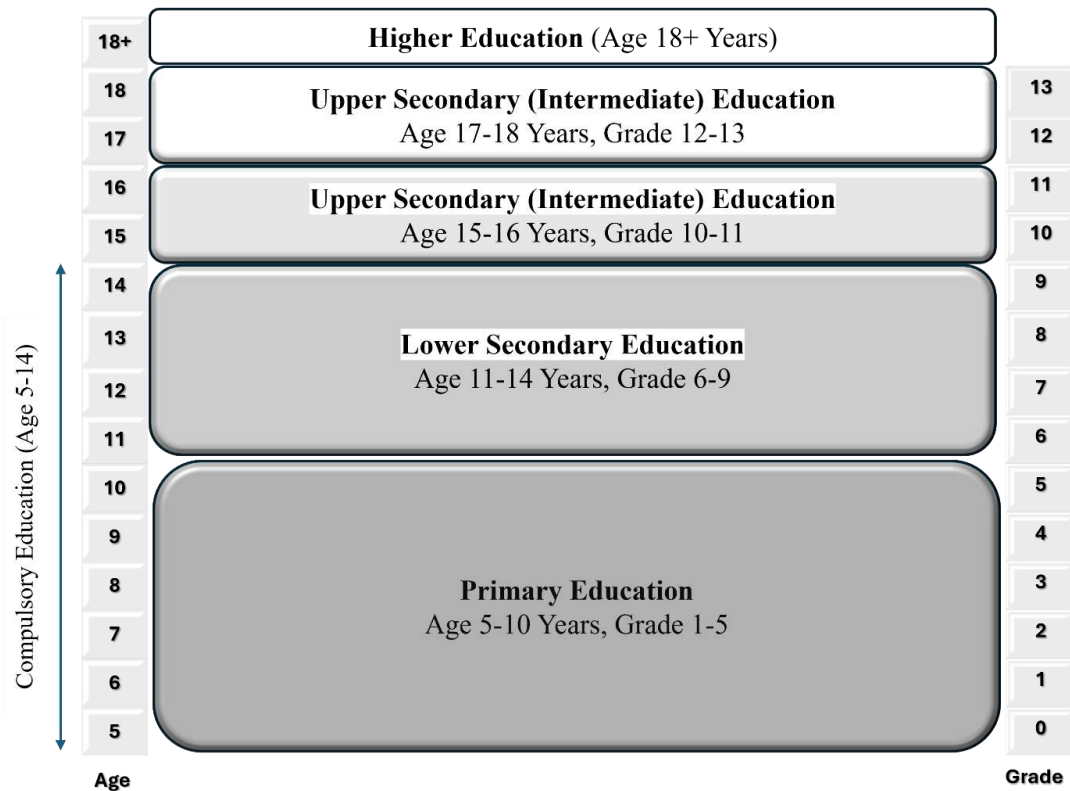 18+
Higher Education (Age 18+ Years)
18
13
Upper Secondary (Intermediate) Education
Age 17-18 Years, Grade 12-13
17
12
16
11
Upper Secondary (Intermediate) Education
Age 15-16 Years, Grade 10-11
15
10
14
9
13
8
Lower Secondary Education
Age 11-14 Years, Grade 6-9
12
7
11
6
Compulsory Education (Age 5-14)
10
5
9
4
8
3
Primary Education
Age 5-10 Years, Grade 1-5
7
2
6
1
5
0
Age
Grade